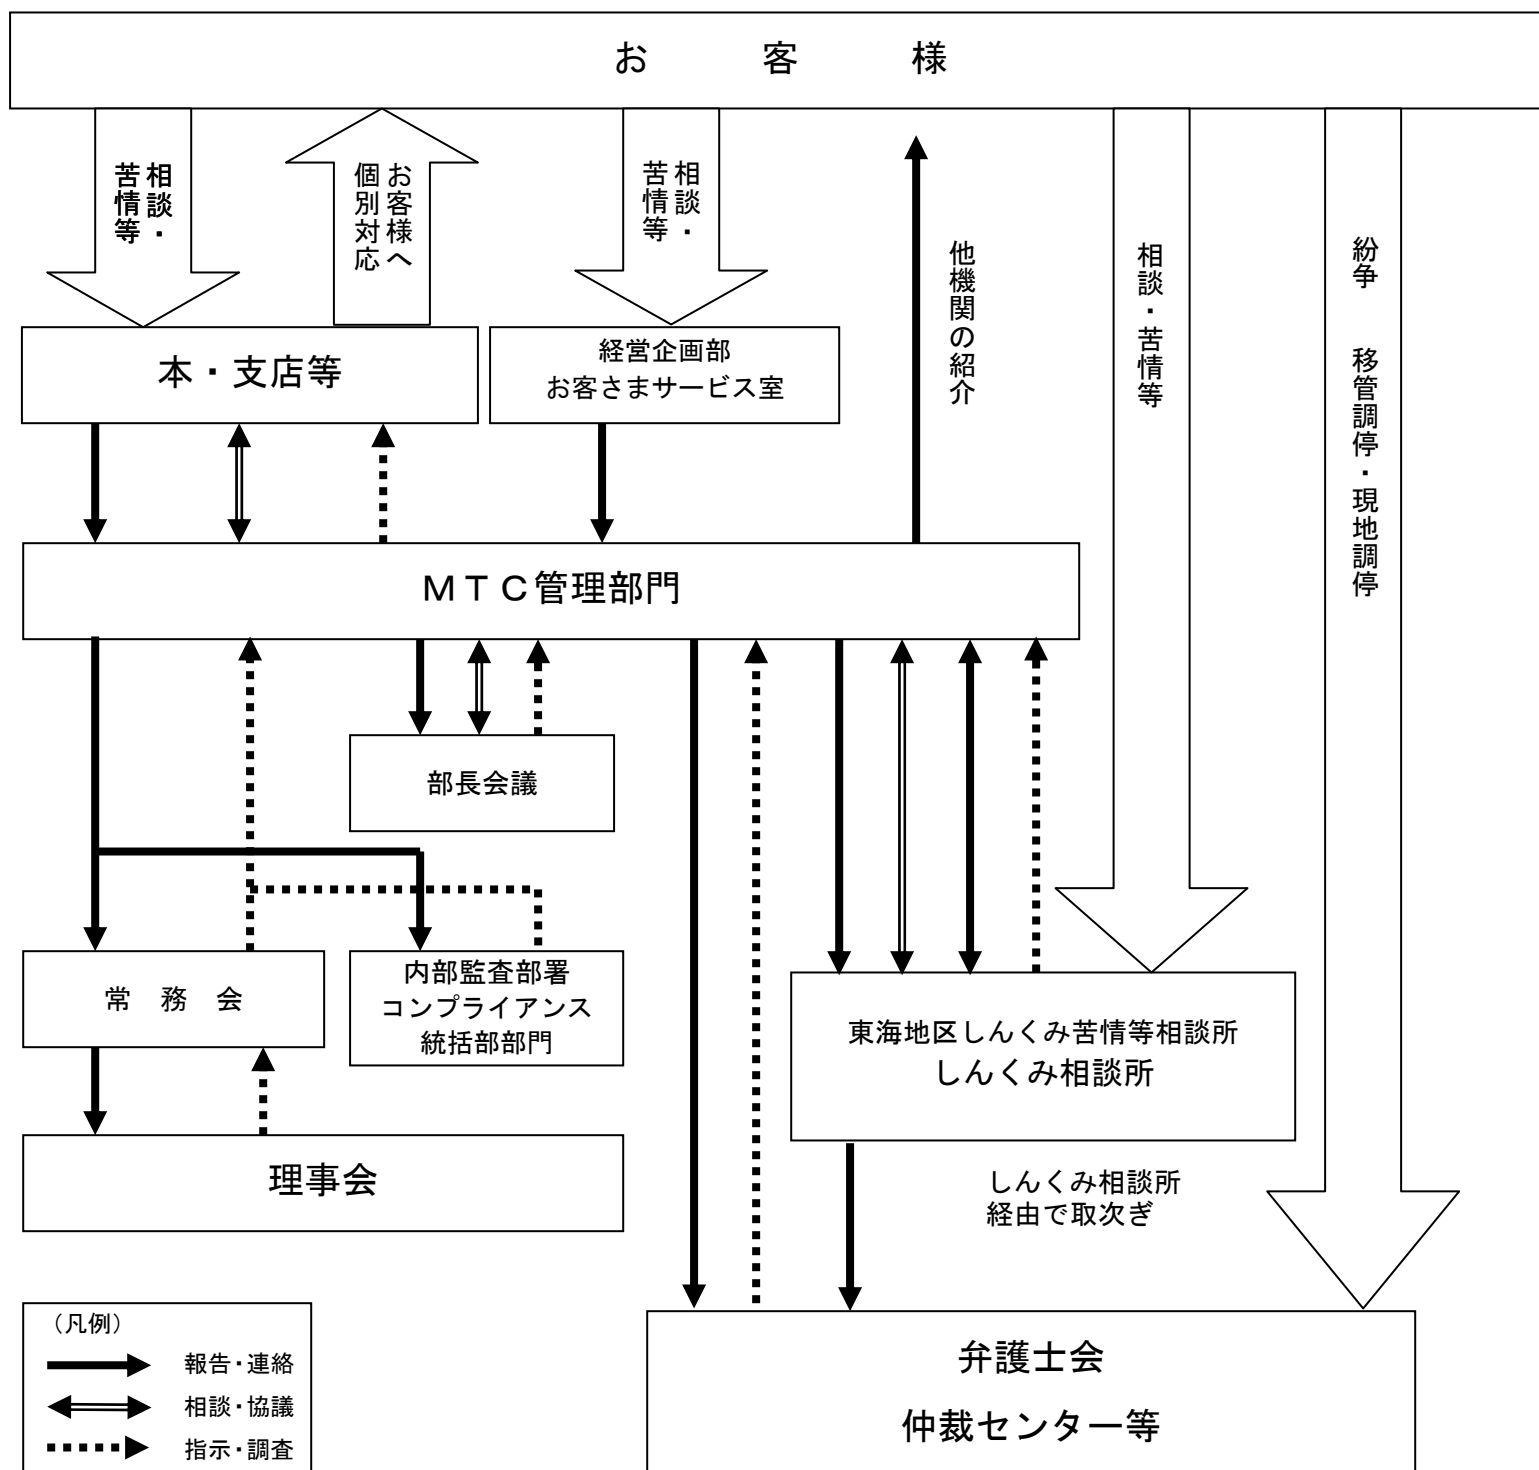 お　客　様
相談・
苦情等
お客様へ
個別対応
相談・
苦情等
他機関の紹介
相談・苦情等
紛争　移管調停・現地調停
本・支店等
経営企画部
お客さまサービス室
ＭＴＣ管理部門
部長会議
常　務　会
内部監査部署
コンプライアンス
統括部部門
東海地区しんくみ苦情等相談所
しんくみ相談所
理事会
しんくみ相談所
経由で取次ぎ
（凡例）
報告・連絡
相談・協議
指示・調査
弁護士会
仲裁センター等